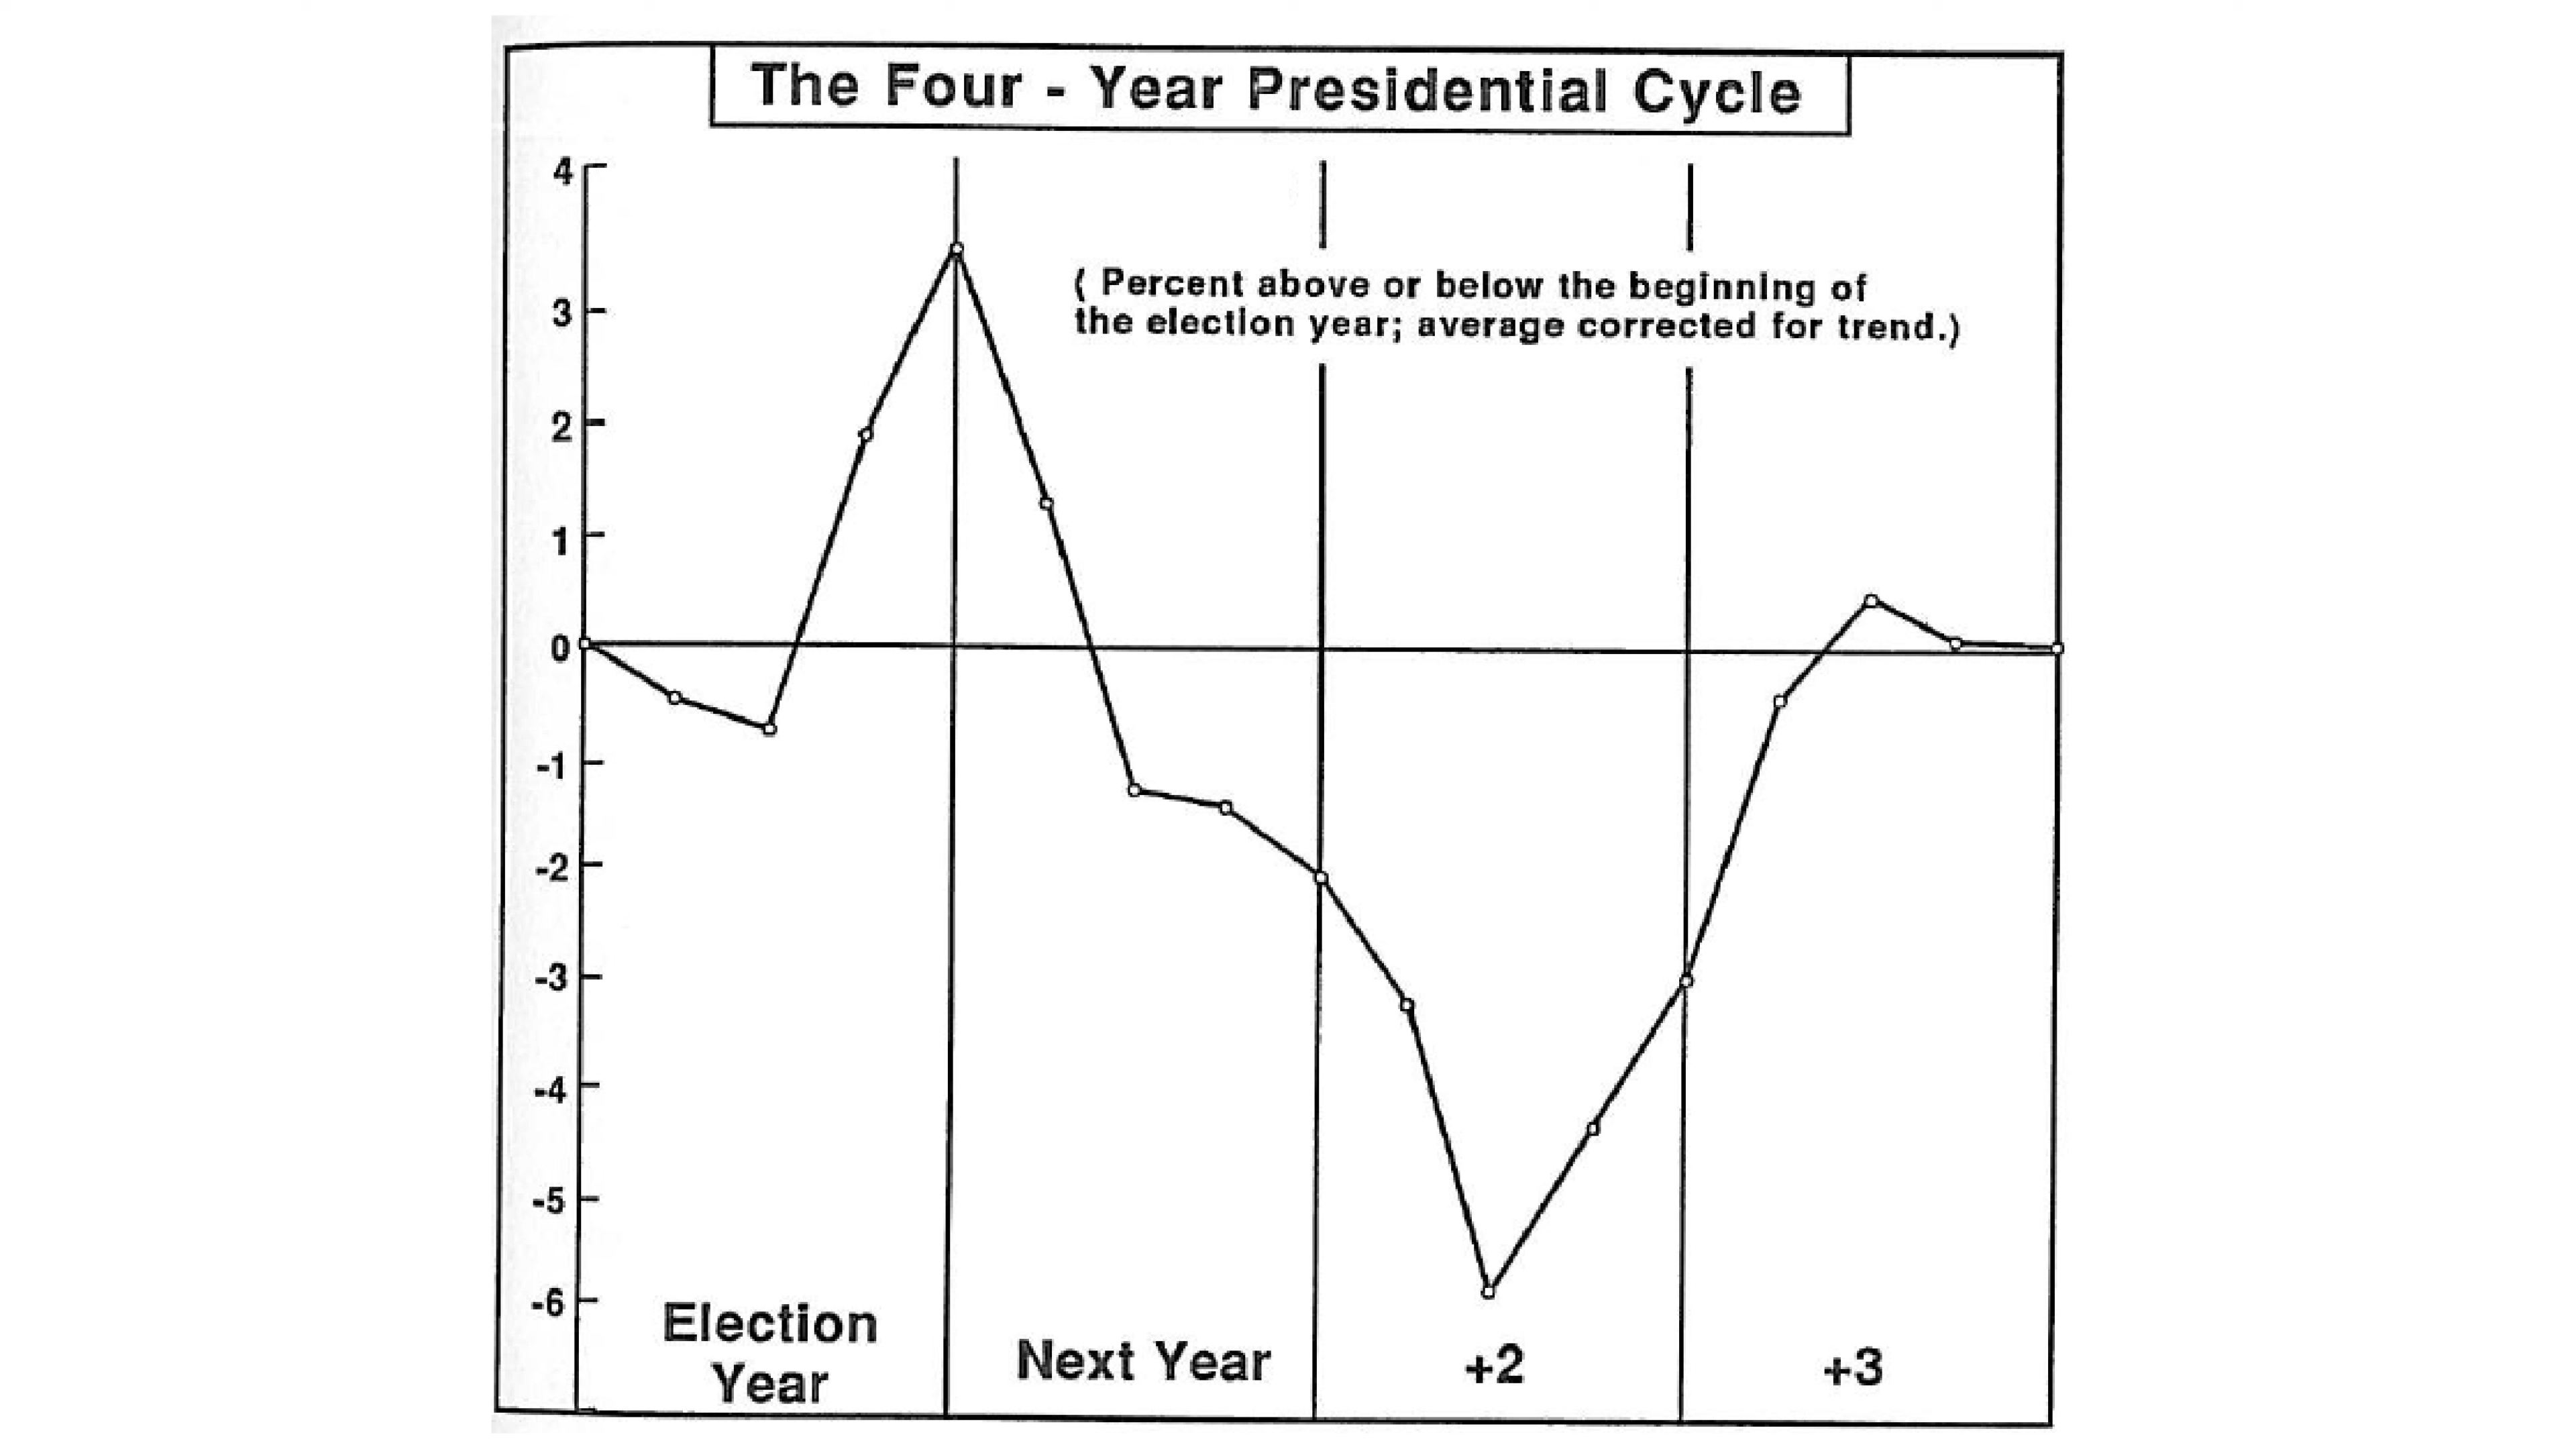 The Four - Year Presidential Cycle
4
( Percent above or below the beginning of
the election year; average corrected for trend.)
3
2
1
0
-1
-2
-3
-4
-5
-6
Election
Year
Next Year
+2
+3